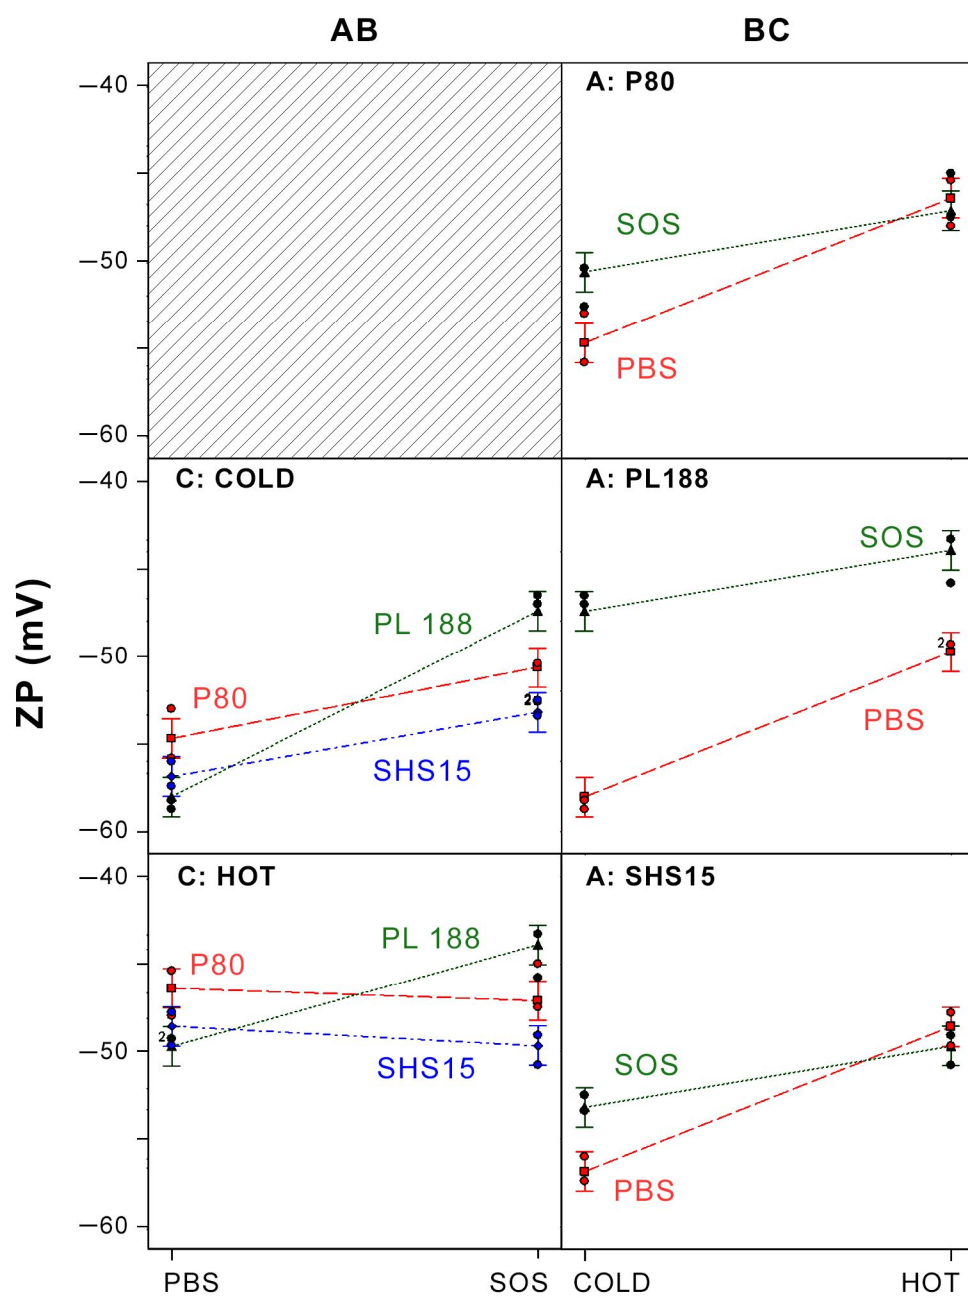 AB BC
–40 A: P80
SOS
–50
PBS
–60
–40 C: COLD A: PL188
SOS
PL 188
–50 2
P80 2
PBS
SHS15
–60
–40 C: HOT A: SHS15
PL 188
P80
2
–50
SHS15 SOS
PBS
–60
PBS SOS COLD HOT
ZP (mV)